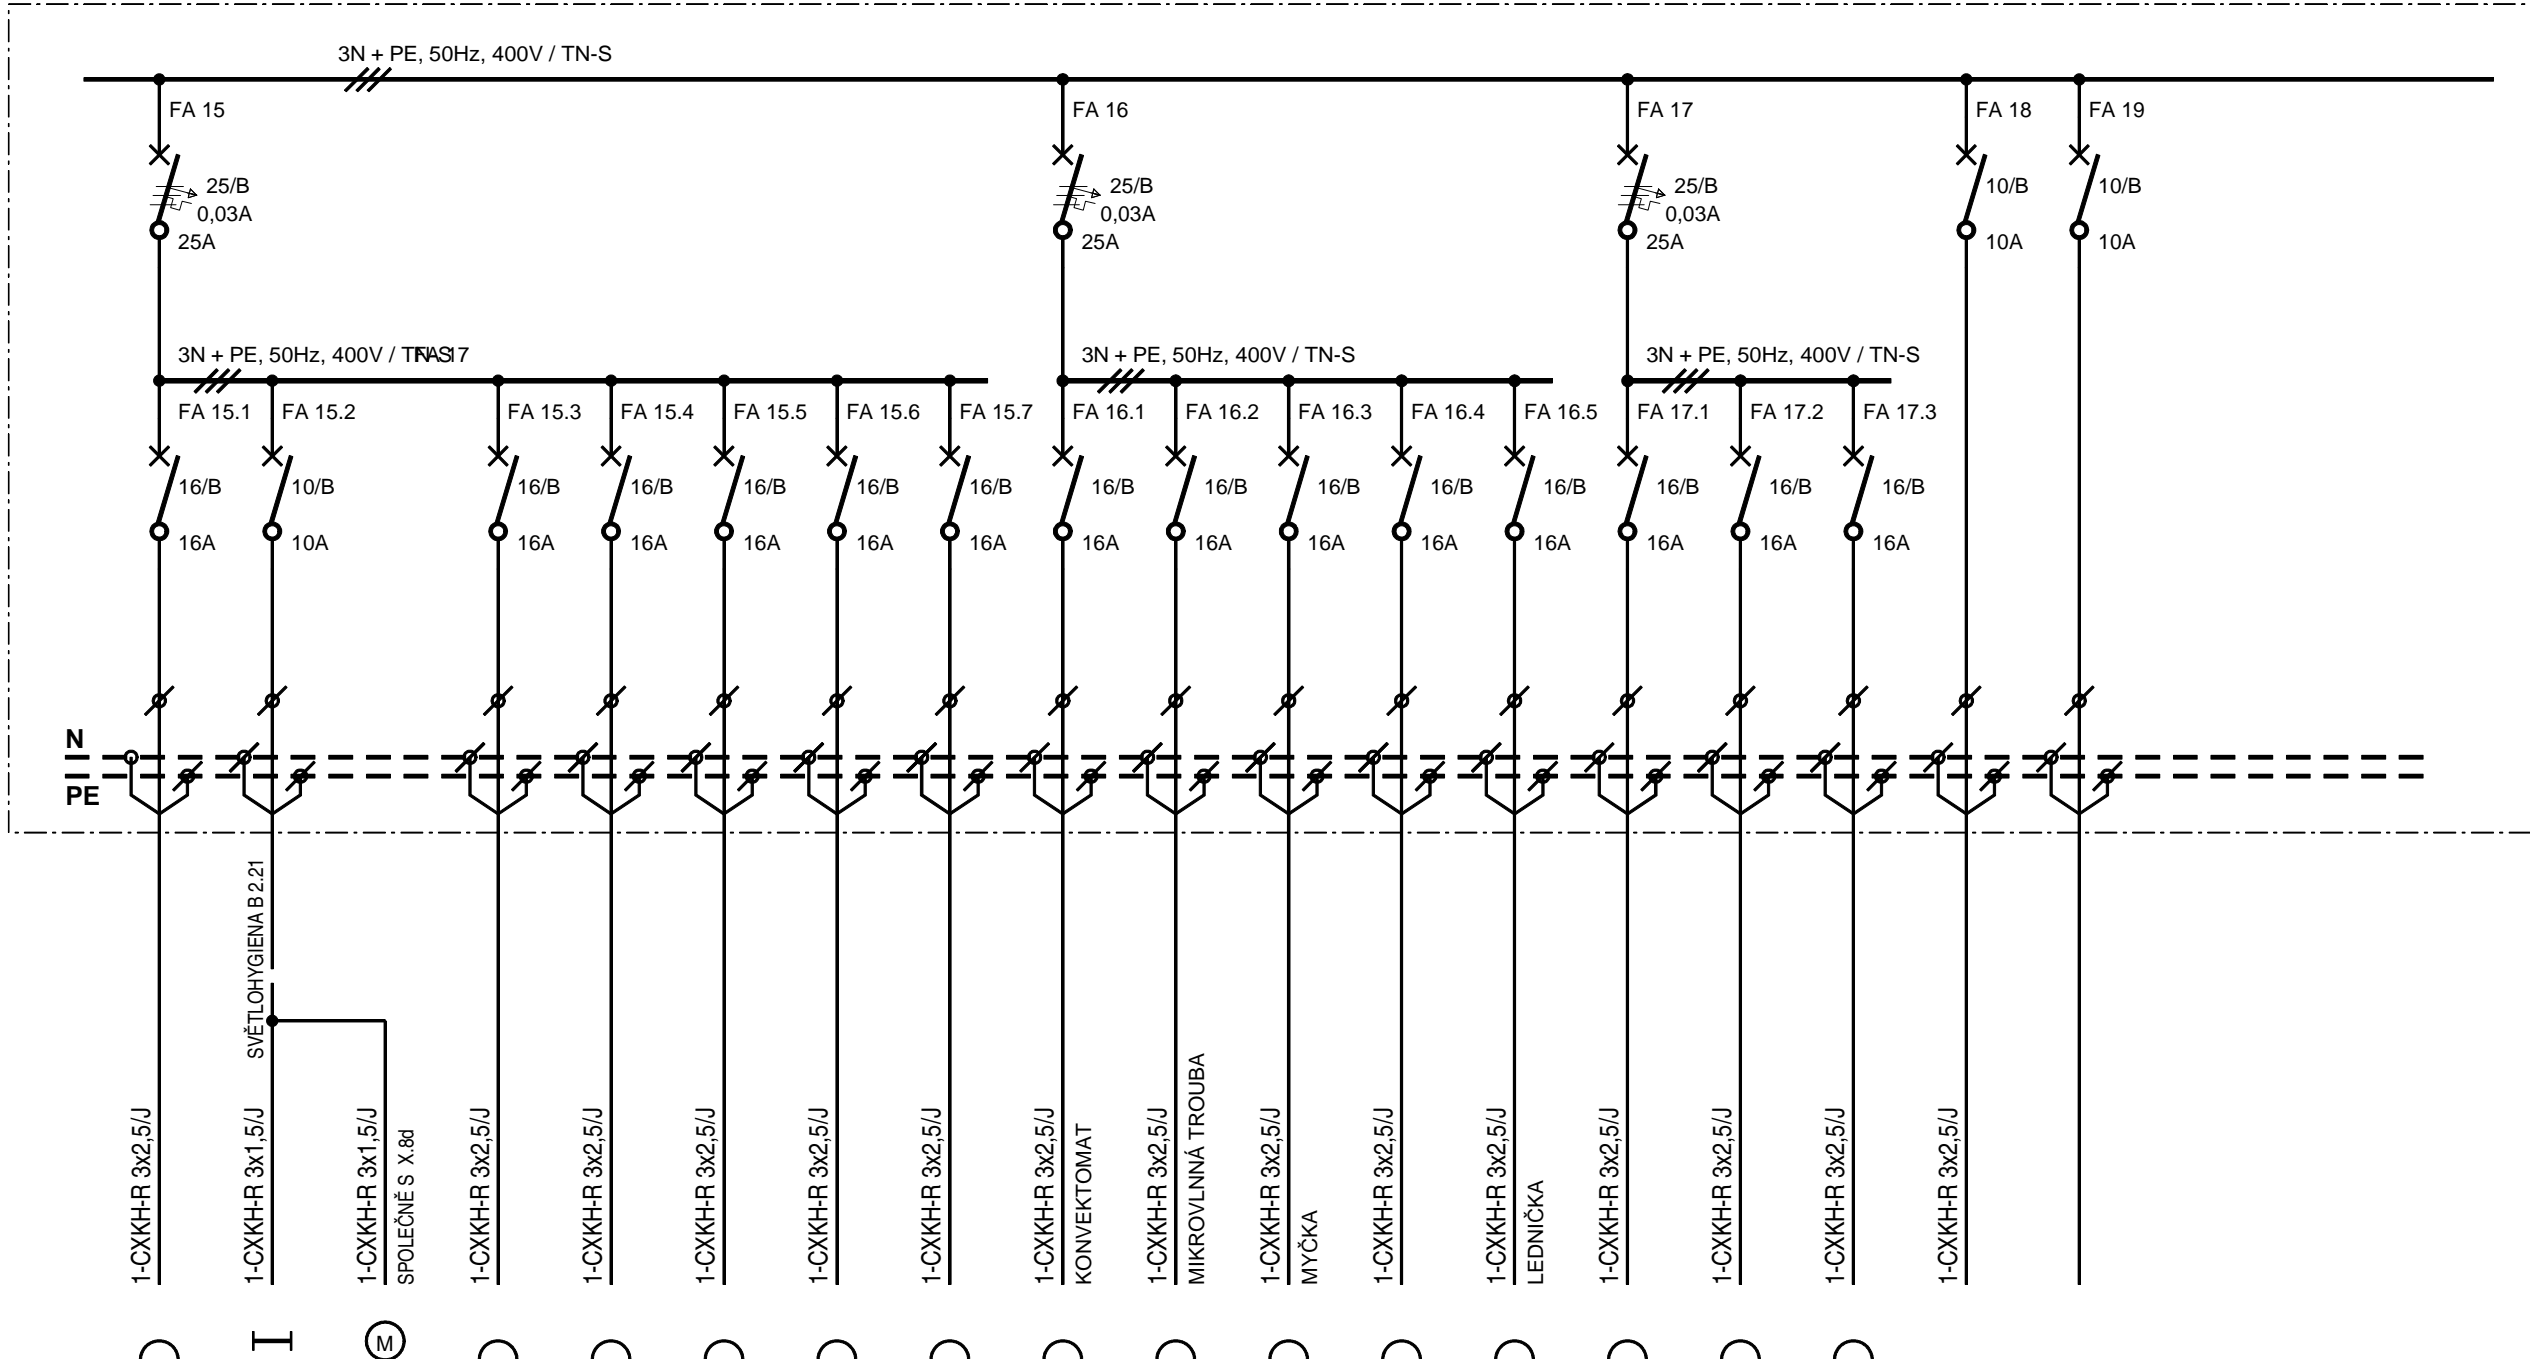 3N + PE, 50Hz, 400V / TN-S
FA 15
FA 16
FA 17
FA 18
FA 19
25/B
0,03A
25A
25/B
0,03A
25A
25/B
0,03A
25A
10/B
10A
10/B
10A
3N + PE, 50Hz, 400V / TN-S
FA 17
3N + PE, 50Hz, 400V / TN-S
3N + PE, 50Hz, 400V / TN-S
FA 15.1
FA 15.2
FA 15.3
FA 15.4
FA 15.5
FA 15.6
FA 15.7
FA 16.1
FA 16.2
FA 16.3
FA 16.4
FA 16.5
FA 17.1
FA 17.2
FA 17.3
16/B
10/B
16/B
16/B
16/B
16/B
16/B
16/B
16/B
16/B
16/B
16/B
16/B
16/B
16/B
16A
10A
16A
16A
16A
16A
16A
16A
16A
16A
16A
16A
16A
16A
16A
N
PE
1-CXKH-R 3x2,5/J
SVĚTLOHYGIENA B 2.21
1-CXKH-R 3x1,5/J
1-CXKH-R 3x1,5/J
SPOLEČNĚ S X.8d
1-CXKH-R 3x2,5/J
1-CXKH-R 3x2,5/J
1-CXKH-R 3x2,5/J
1-CXKH-R 3x2,5/J
1-CXKH-R 3x2,5/J
1-CXKH-R 3x2,5/J
KONVEKTOMAT
1-CXKH-R 3x2,5/J
MIKROVLNNÁ TROUBA
1-CXKH-R 3x2,5/J
MYČKA
1-CXKH-R 3x2,5/J
1-CXKH-R 3x2,5/J
LEDNIČKA
1-CXKH-R 3x2,5/J
1-CXKH-R 3x2,5/J
1-CXKH-R 3x2,5/J
1-CXKH-R 3x2,5/J
M